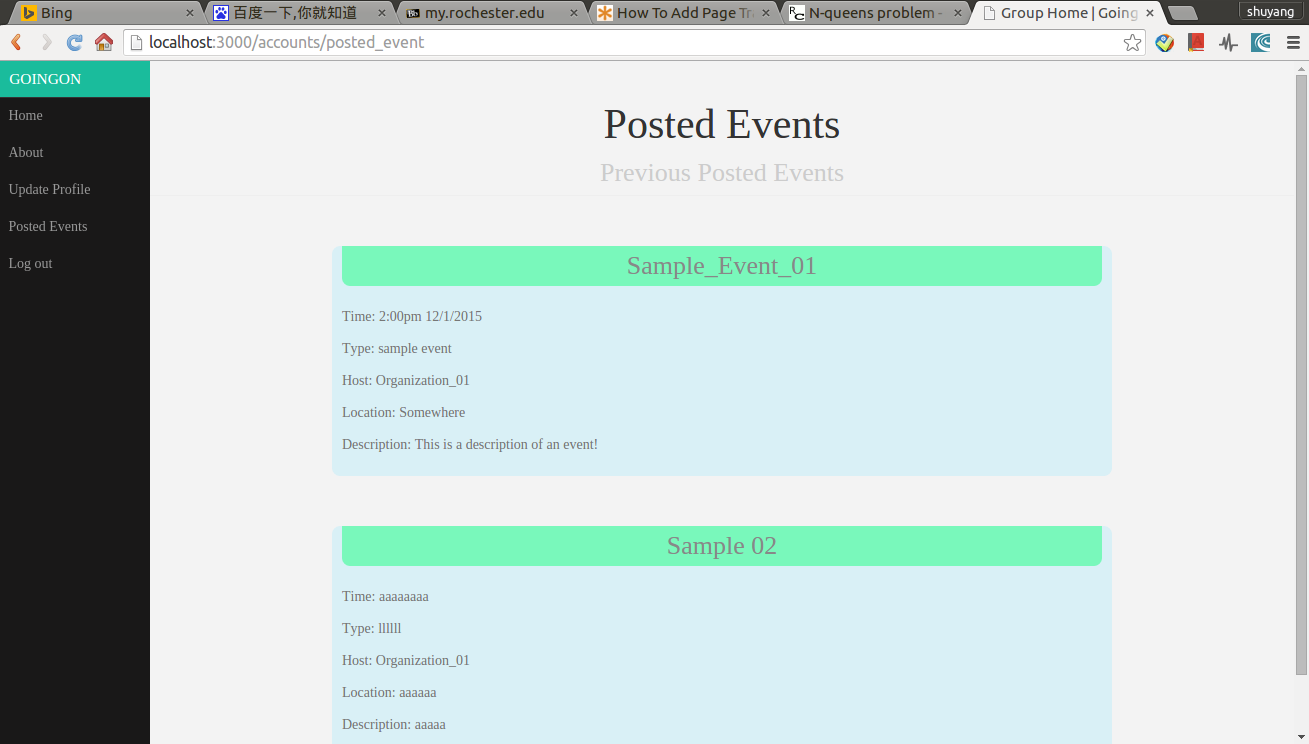 Bing
百度一下,你就知道
my.rochester.edu
How To Add Page Tr
N-queens problem -
Group Home | Going
shuyang
localhost:3000/accounts/posted_event
GOINGON
Home
About
Update Profile
Posted Events
Log out
Posted Events
Previous Posted Events
Sample_Event_01
Time: 2:00pm 12/1/2015
Type: sample event
Host: Organization_01
Location: Somewhere
Description: This is a description of an event!
Sample 02
Time: aaaaaaaa
Type: llllll
Host: Organization_01
Location: aaaaaa
Description: aaaaa